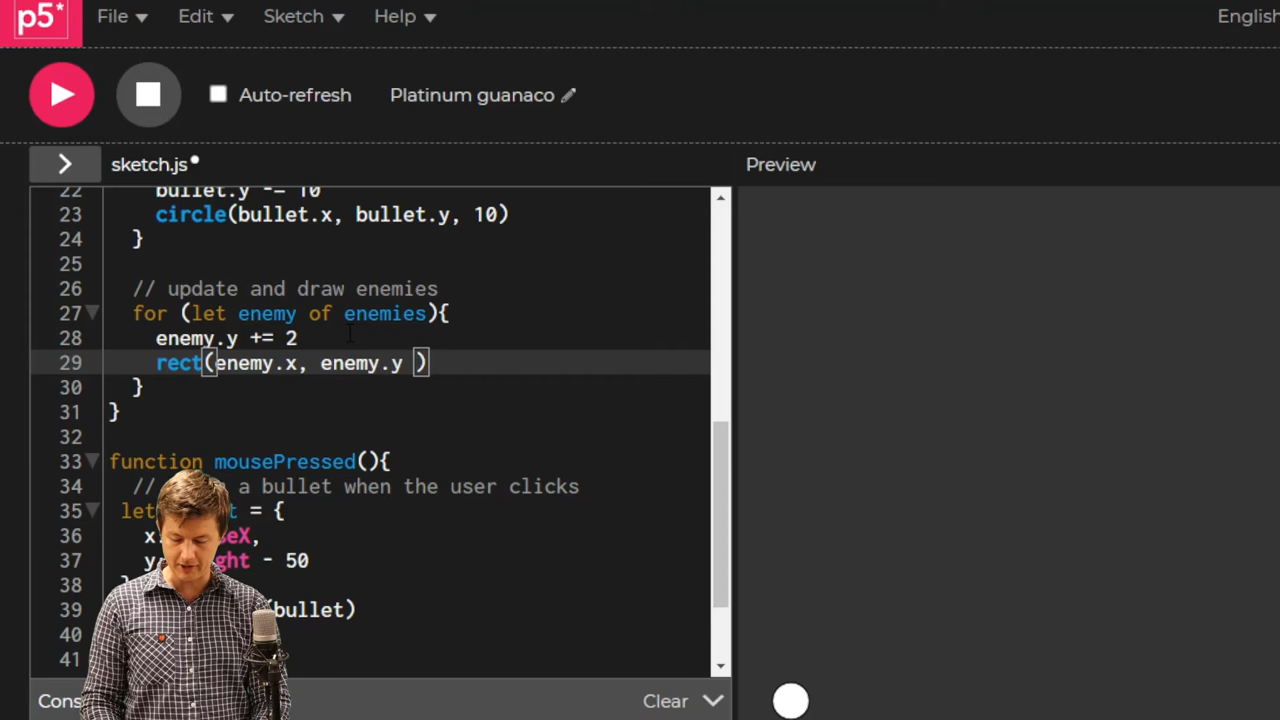 p5* File Edit Sketch Help English
Auto-refresh Platinum guanaco
sketch.js Preview
22 bullet.y -= 10
23 circle(bullet.x, bullet.y, 10)
24 }
25
26 // update and draw enemies
27 for (let enemy of enemies){
28 enemy.y += 2
29 rect(enemy.x, enemy.y )
30 }
31 }
32
33 function mousePressed(){
34 // a bullet when the user clicks
35 let = {
36 x
37 y - 50
38
39 (bullet)
40
41
Clear